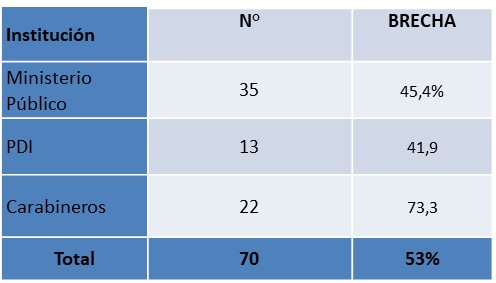 Institución Nº BRECHA
Ministerio
Público 35 45,4%
PDI 13 41,9
Carabineros 22 73,3
Total 70 53%